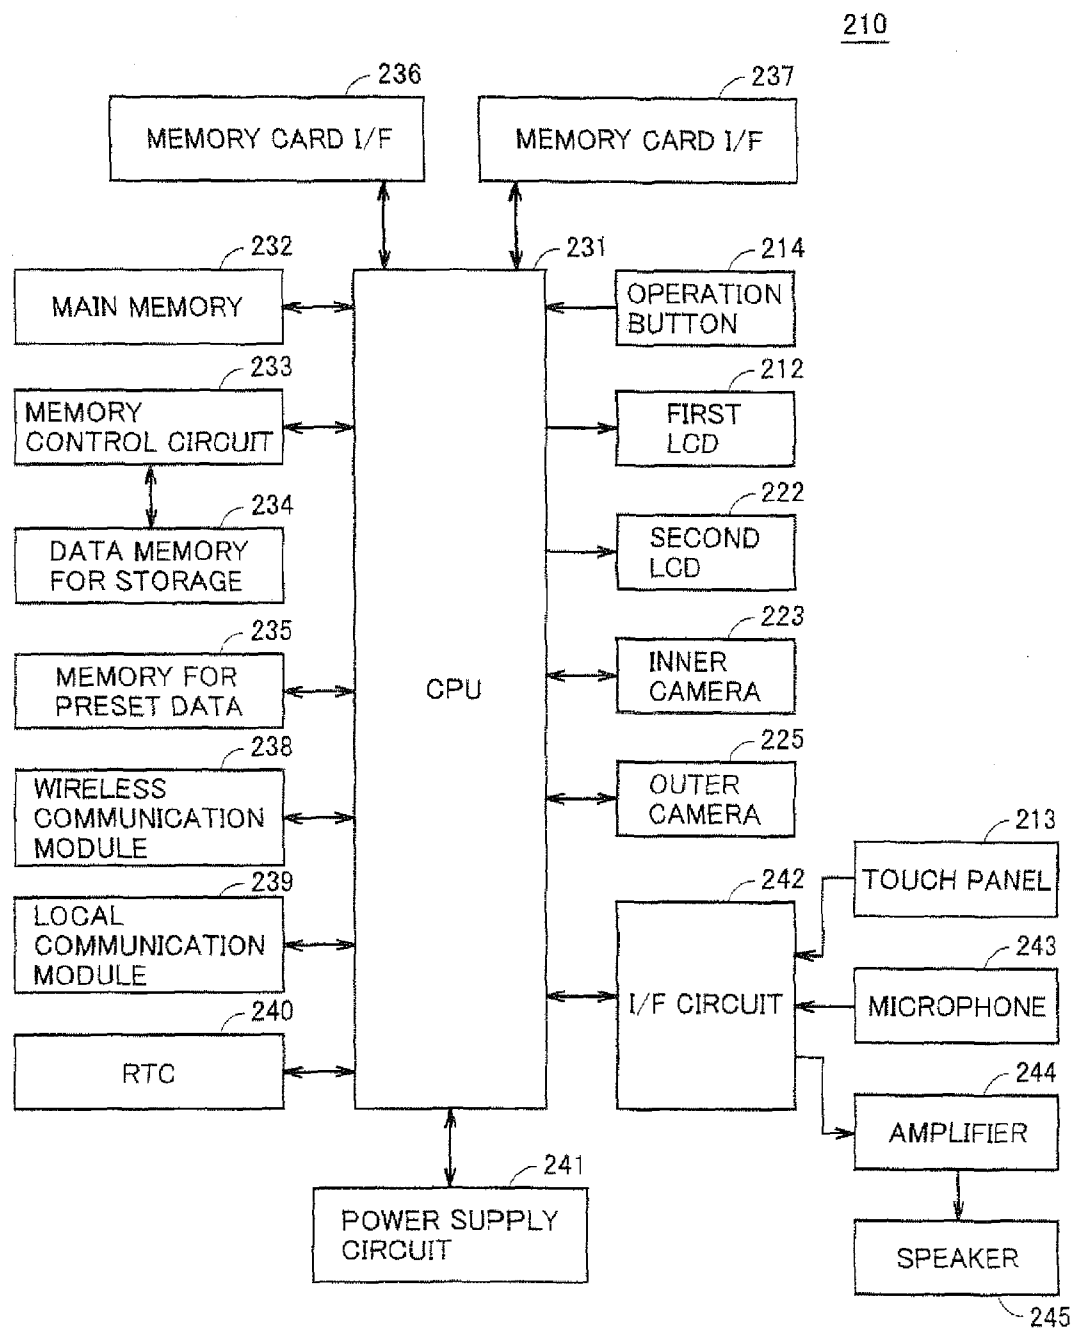 210
236
MEMORY CARD I/F
237
MEMORY CARD I/F
232
MAIN MEMORY
233
MEMORY
CONTROL CIRCUIT
234
DATA MEMORY
FOR STORAGE
235
MEMORY FOR
PRESET DATA
238
WIRELESS
COMMUNICATION
MODULE
239
LOCAL
COMMUNICATION
MODULE
240
RTC
231
CPU
241
POWER SUPPLY
CIRCUIT
214
OPERATION
BUTTON
212
FIRST
LCD
222
SECOND
LCD
223
INNER
CAMERA
225
OUTER
CAMERA
242
I/F CIRCUIT
213
TOUCH PANEL
243
MICROPHONE
244
AMPLIFIER
SPEAKER
245